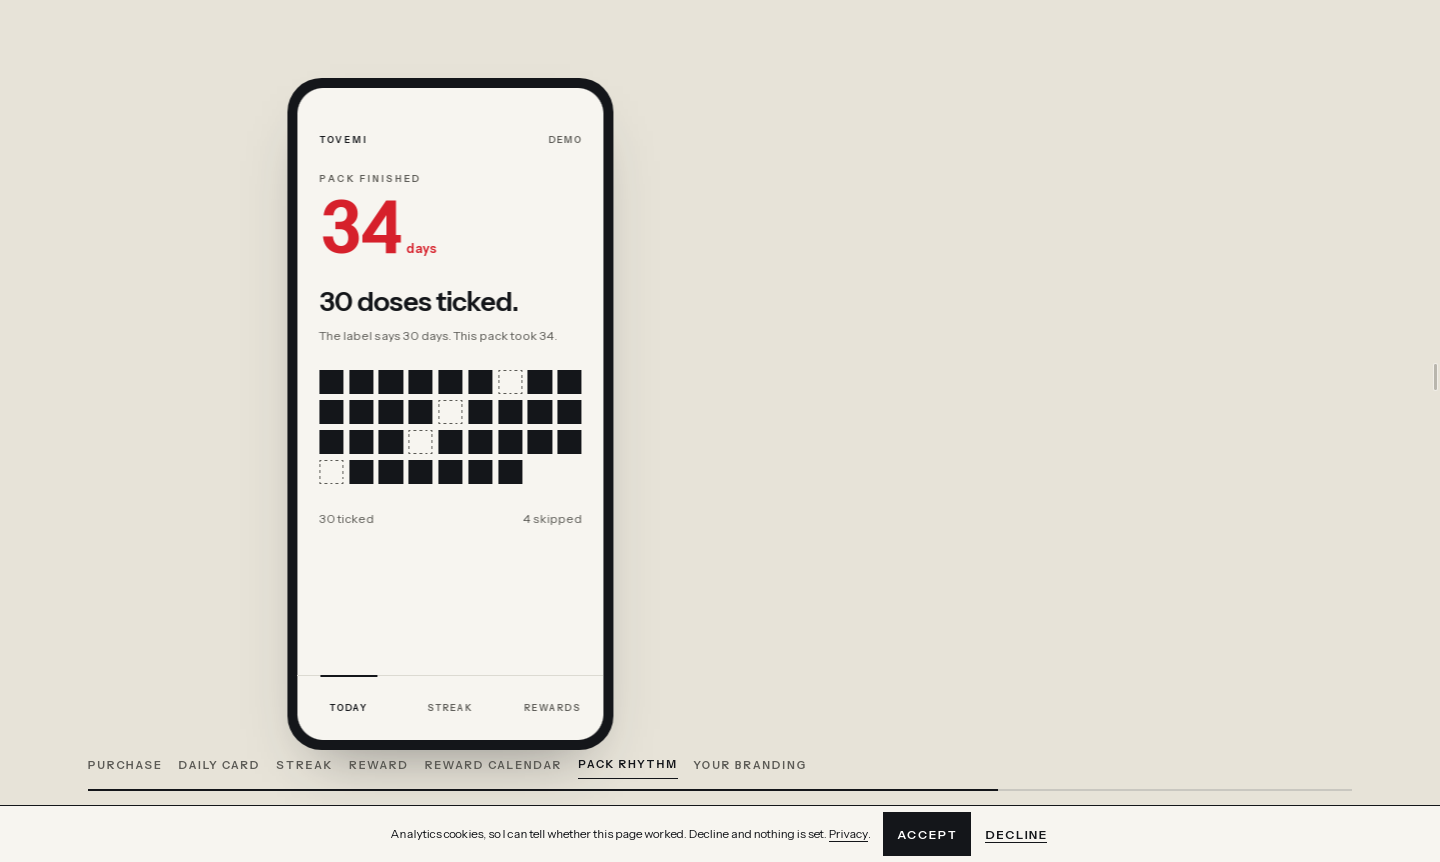 TOVEMI DEMO
PACK FINISHED
34 days
30 doses ticked.
The label says 30 days. This pack took 34.
30 ticked 4 skipped
TODAY STREAK REWARDS
PURCHASE DAILY CARD STREAK REWARD REWARD CALENDAR PACK RHYTHM YOUR BRANDING
Analytics cookies, so I can tell whether this page worked. Decline and nothing is set. Privacy. ACCEPT DECLINE